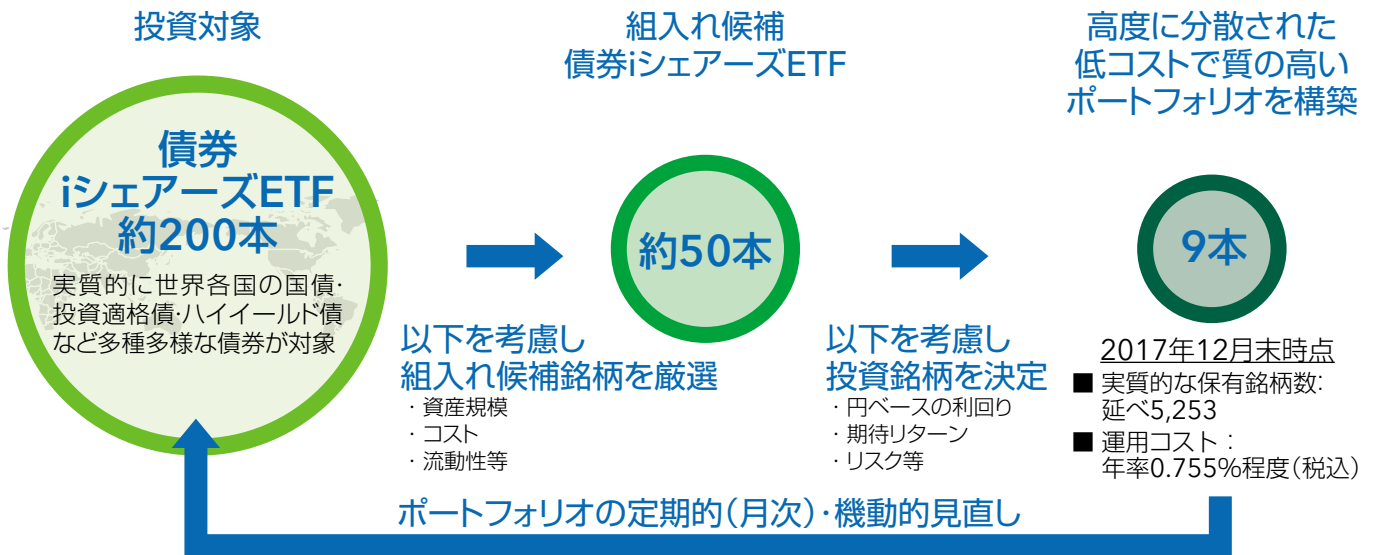 投資対象
債券
iシェアーズETF
約200本
実質的に世界各国の国債・
投資適格債・ハイイールド債
など多種多様な債券が対象
以下を考慮し
組入れ候補銘柄を厳選
・資産規模
・コスト
・流動性等
組入れ候補
債券iシェアーズETF
約50本
以下を考慮し
投資銘柄を決定
・円ベースの利回り
・期待リターン
・リスク等
高度に分散された
低コストで質の高い
ポートフォリオを構築
9本
2017年12月末時点
■ 実質的な保有銘柄数:
延べ5,253
■ 運用コスト:
年率0.755%程度(税込)
ポートフォリオの定期的(月次)・機動的見直し